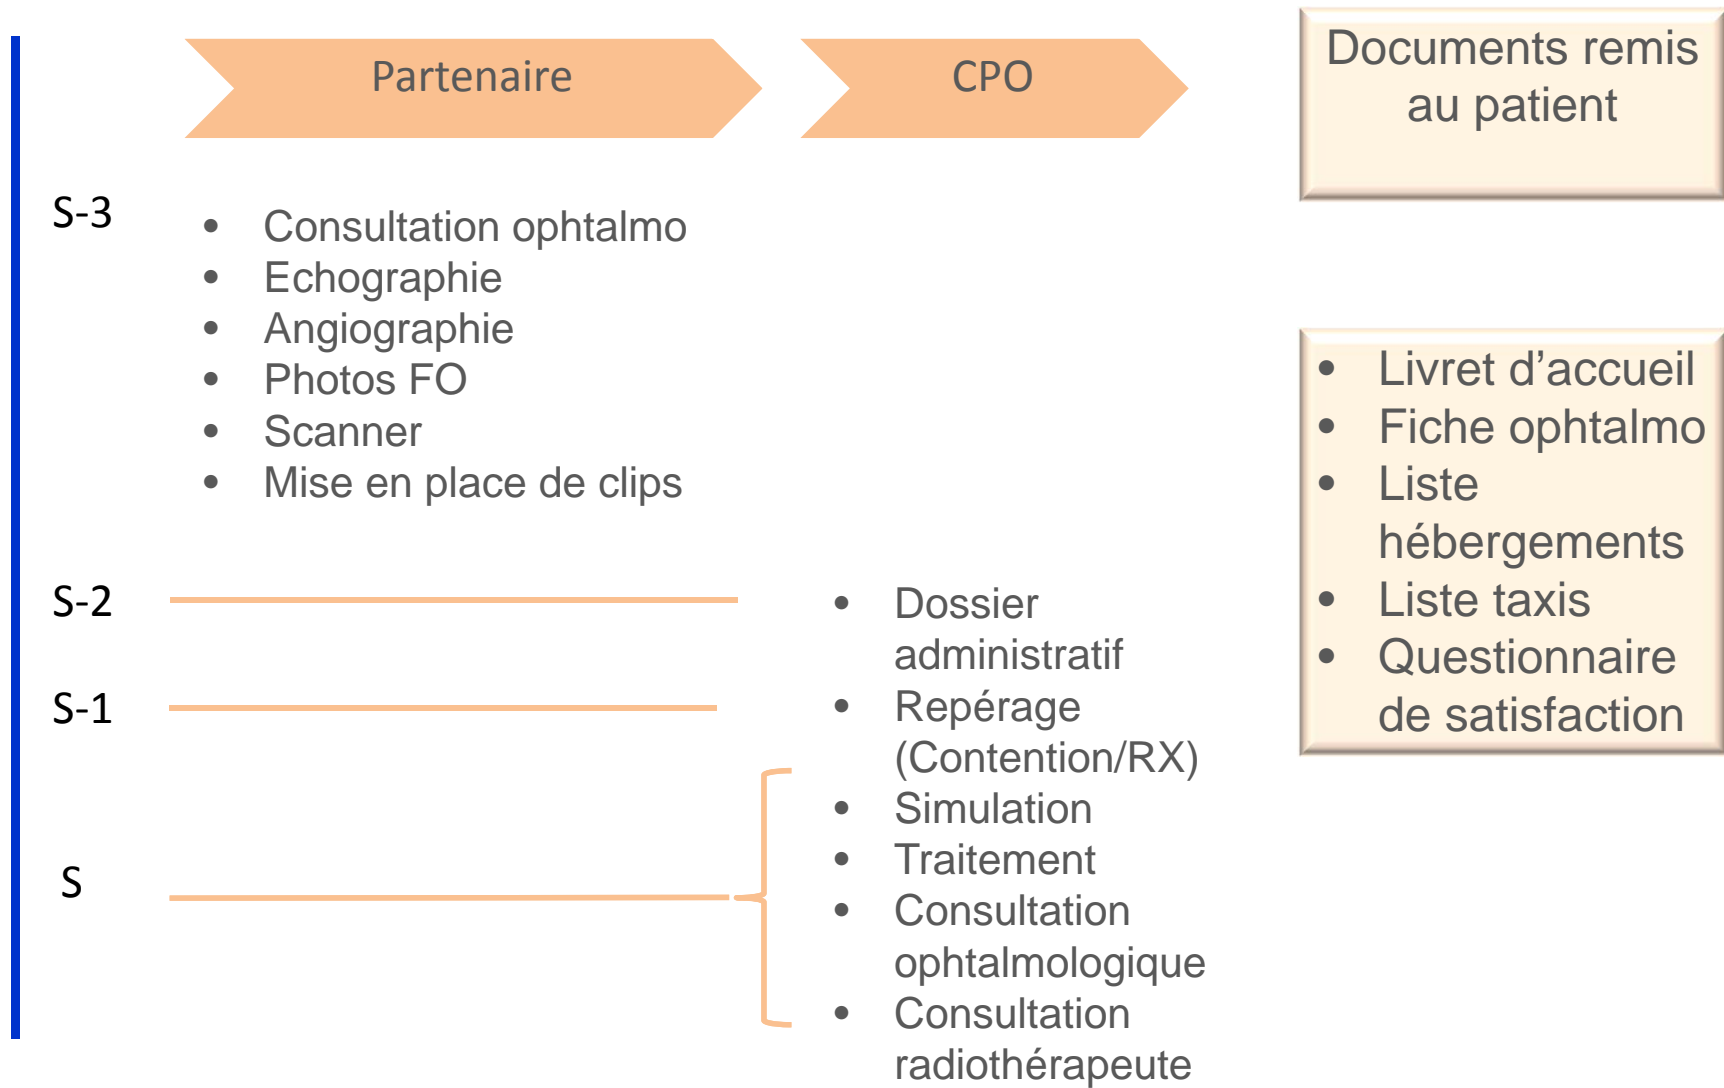 Partenaire
CPO
Documents remis
au patient
S-3
• Consultation ophtalmo
• Echographie
• Angiographie
• Photos FO
• Scanner
• Mise en place de clips
S-2
S-1
S
• Dossier
administratif
• Repérage
(Contention/RX)
• Simulation
• Traitement
• Consultation
ophtalmologique
• Consultation
radiothérapeute
• Livret d’accueil
• Fiche ophtalmo
• Liste
hébergements
• Liste taxis
• Questionnaire
de satisfaction